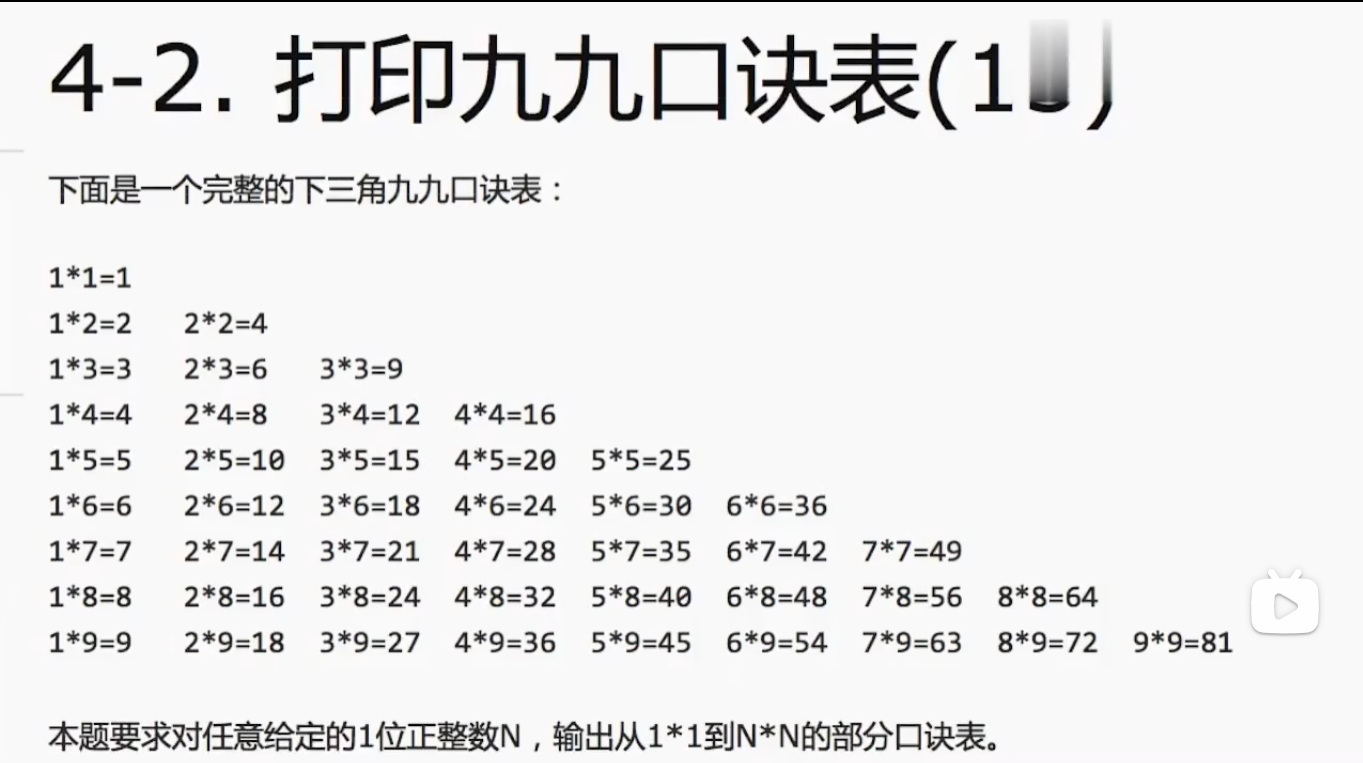 4-2. 打印九九口诀表(1
下面是一个完整的下三角九九口诀表：
1*1=1
1*2=2 2*2=4
1*3=3 2*3=6 3*3=9
1*4=4 2*4=8 3*4=12 4*4=16
1*5=5 2*5=10 3*5=15 4*5=20 5*5=25
1*6=6 2*6=12 3*6=18 4*6=24 5*6=30 6*6=36
1*7=7 2*7=14 3*7=21 4*7=28 5*7=35 6*7=42 7*7=49
1*8=8 2*8=16 3*8=24 4*8=32 5*8=40 6*8=48 7*8=56 8*8=64
1*9=9 2*9=18 3*9=27 4*9=36 5*9=45 6*9=54 7*9=63 8*9=72 9*9=81
本题要求对任意给定的1位正整数N，输出从1*1到N*N的部分口诀表。